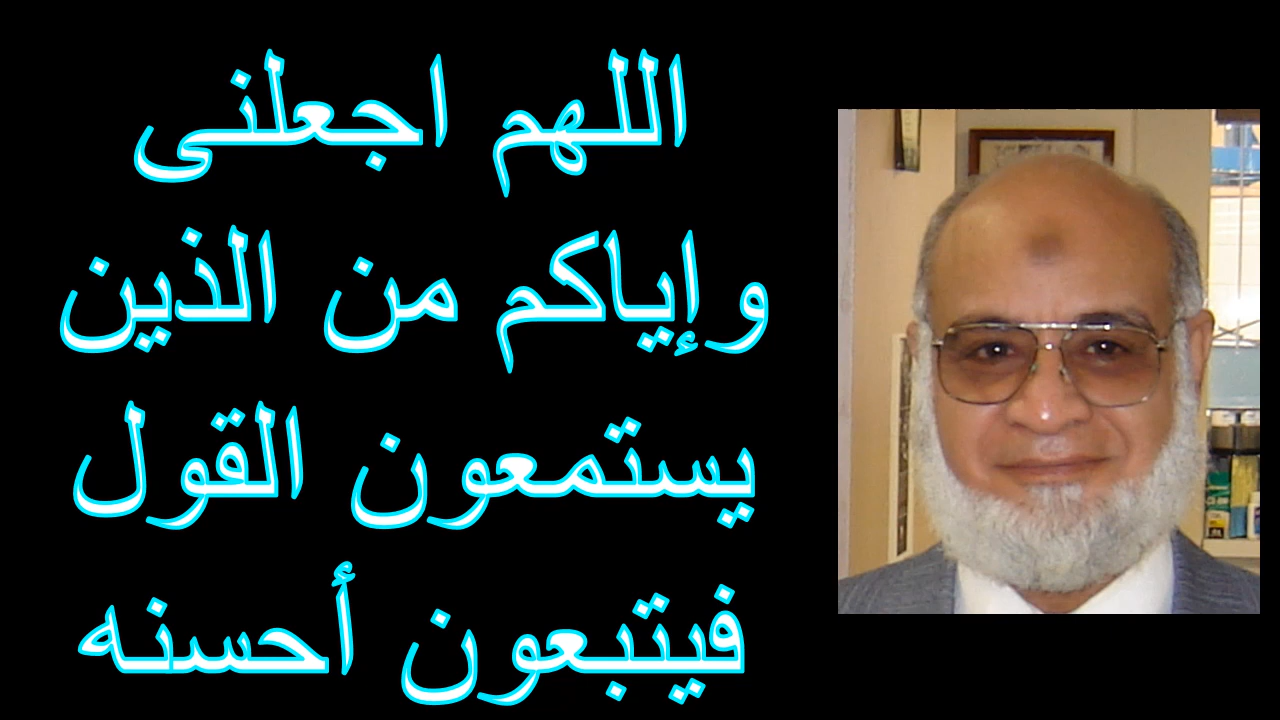 اللهم اجعلنى
وإياكم من الذين
يستمعون القول
فيتبعون أحسنه